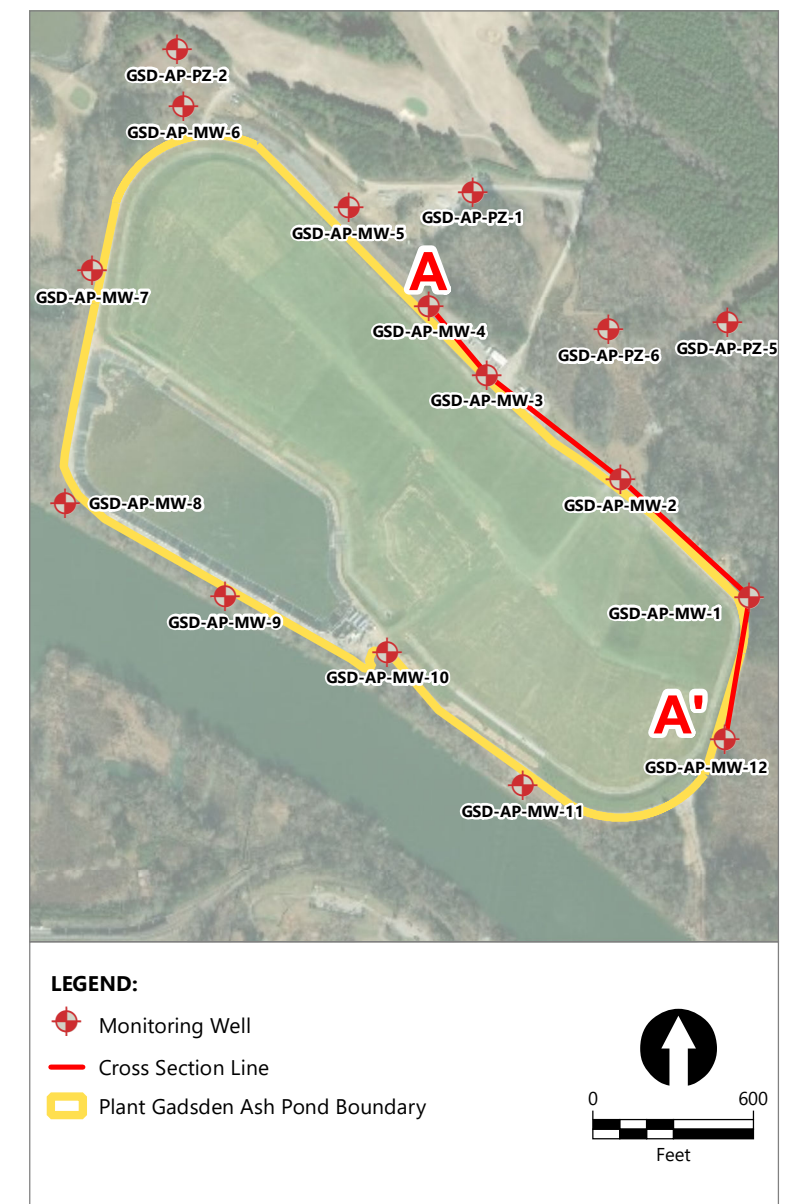 GSD-AP-PZ-2
GSD-AP-MW-6
GSD-AP-PZ-1
GSD-AP-MW-5
A
GSD-AP-MW-7
GSD-AP-MW-4
GSD-AP-PZ-5
GSD-AP-PZ-6
GSD-AP-MW-3
GSD-AP-MW-8
GSD-AP-MW-2
GSD-AP-MW-1
GSD-AP-MW-9
GSD-AP-MW-10
A'
GSD-AP-MW-12
GSD-AP-MW-11
LEGEND:
Monitoring Well
Cross Section Line
Plant Gadsden Ash Pond Boundary
0 600
Feet